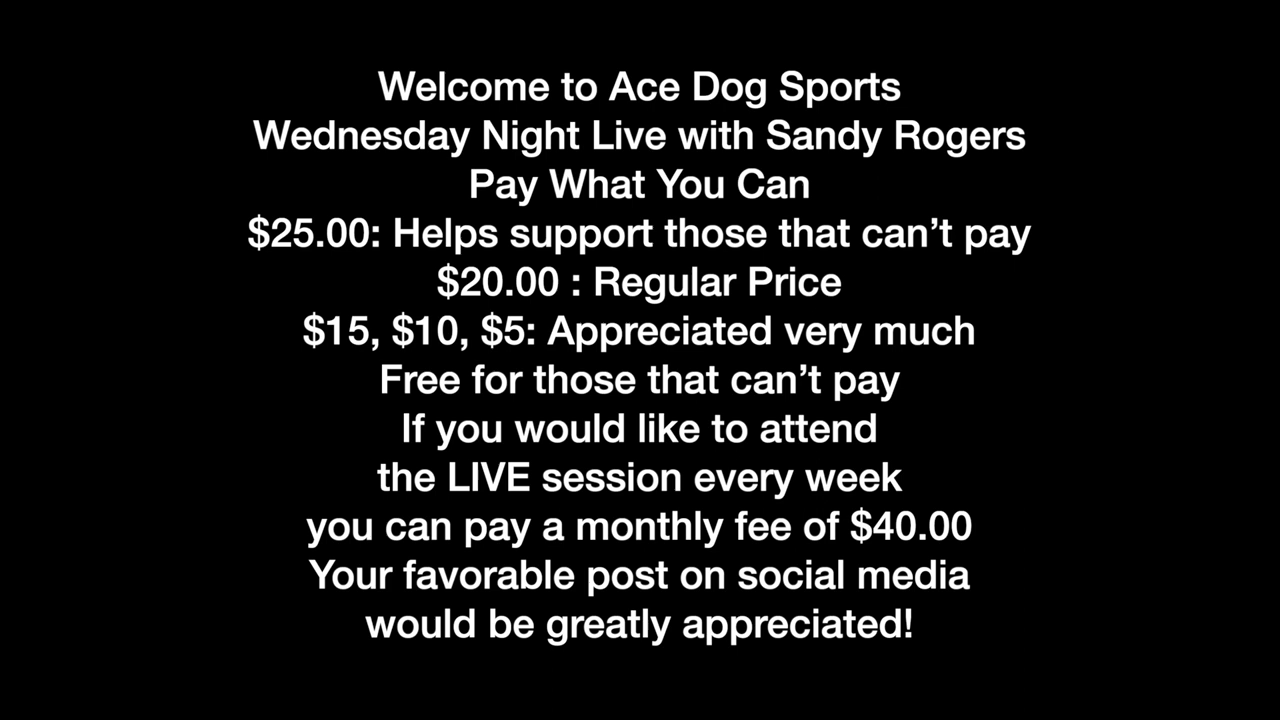 Welcome to Ace Dog Sports
Wednesday Night Live with Sandy Rogers
Pay What You Can
$25.00: Helps support those that can’t pay
$20.00 : Regular Price
$15, $10, $5: Appreciated very much
Free for those that can’t pay
If you would like to attend
the LIVE session every week
you can pay a monthly fee of $40.00
Your favorable post on social media
would be greatly appreciated!